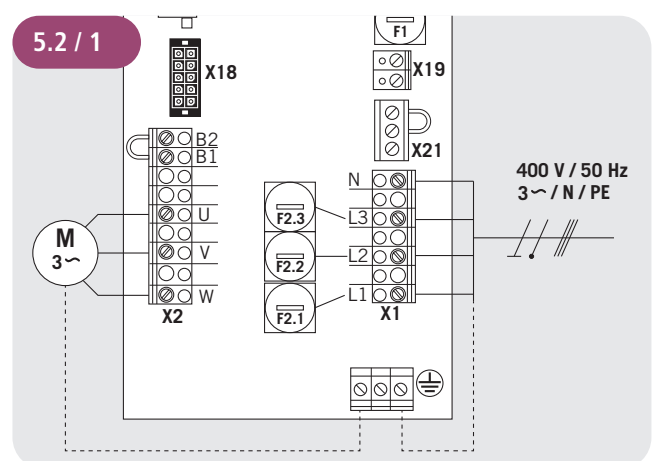 5.2 / 1
F1
X18
X19
X21
B2
B1
400 V / 50 Hz
3~ / N / PE
N
U
F2.3
L3
M
3~
V
F2.2
L2
W
F2.1
L1
X2
X1